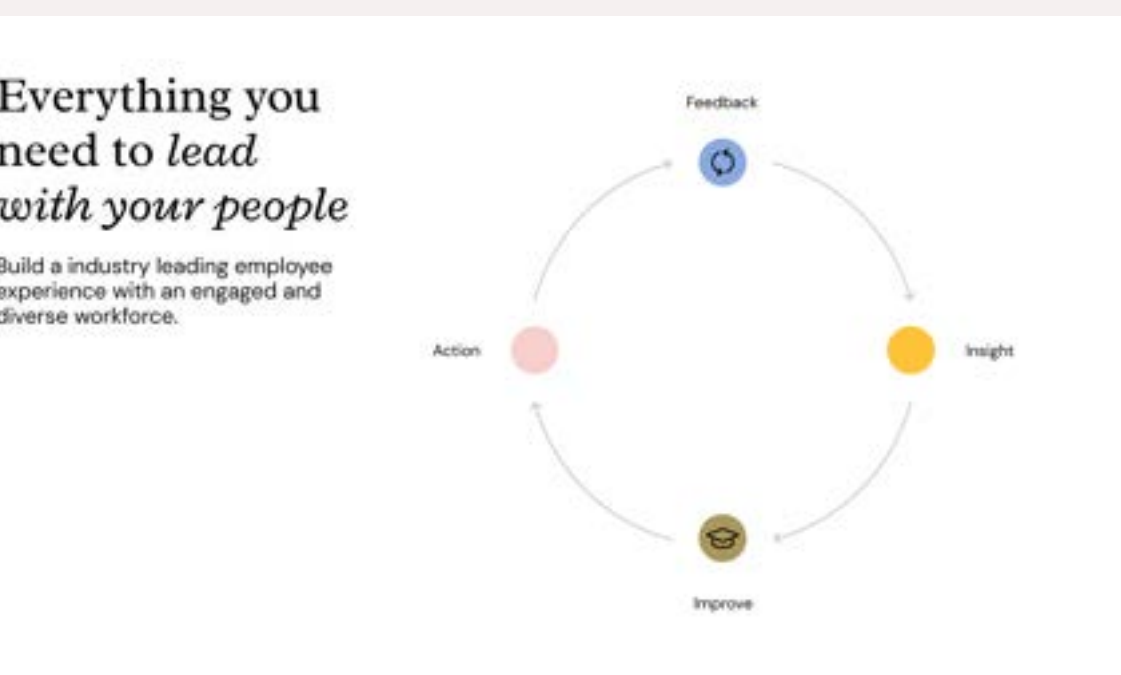 Everything you
need to lead
with your people
Build a industry leading employee
experience with an engaged and
diverse workforce.
Feedback
Action
Insight
Improve